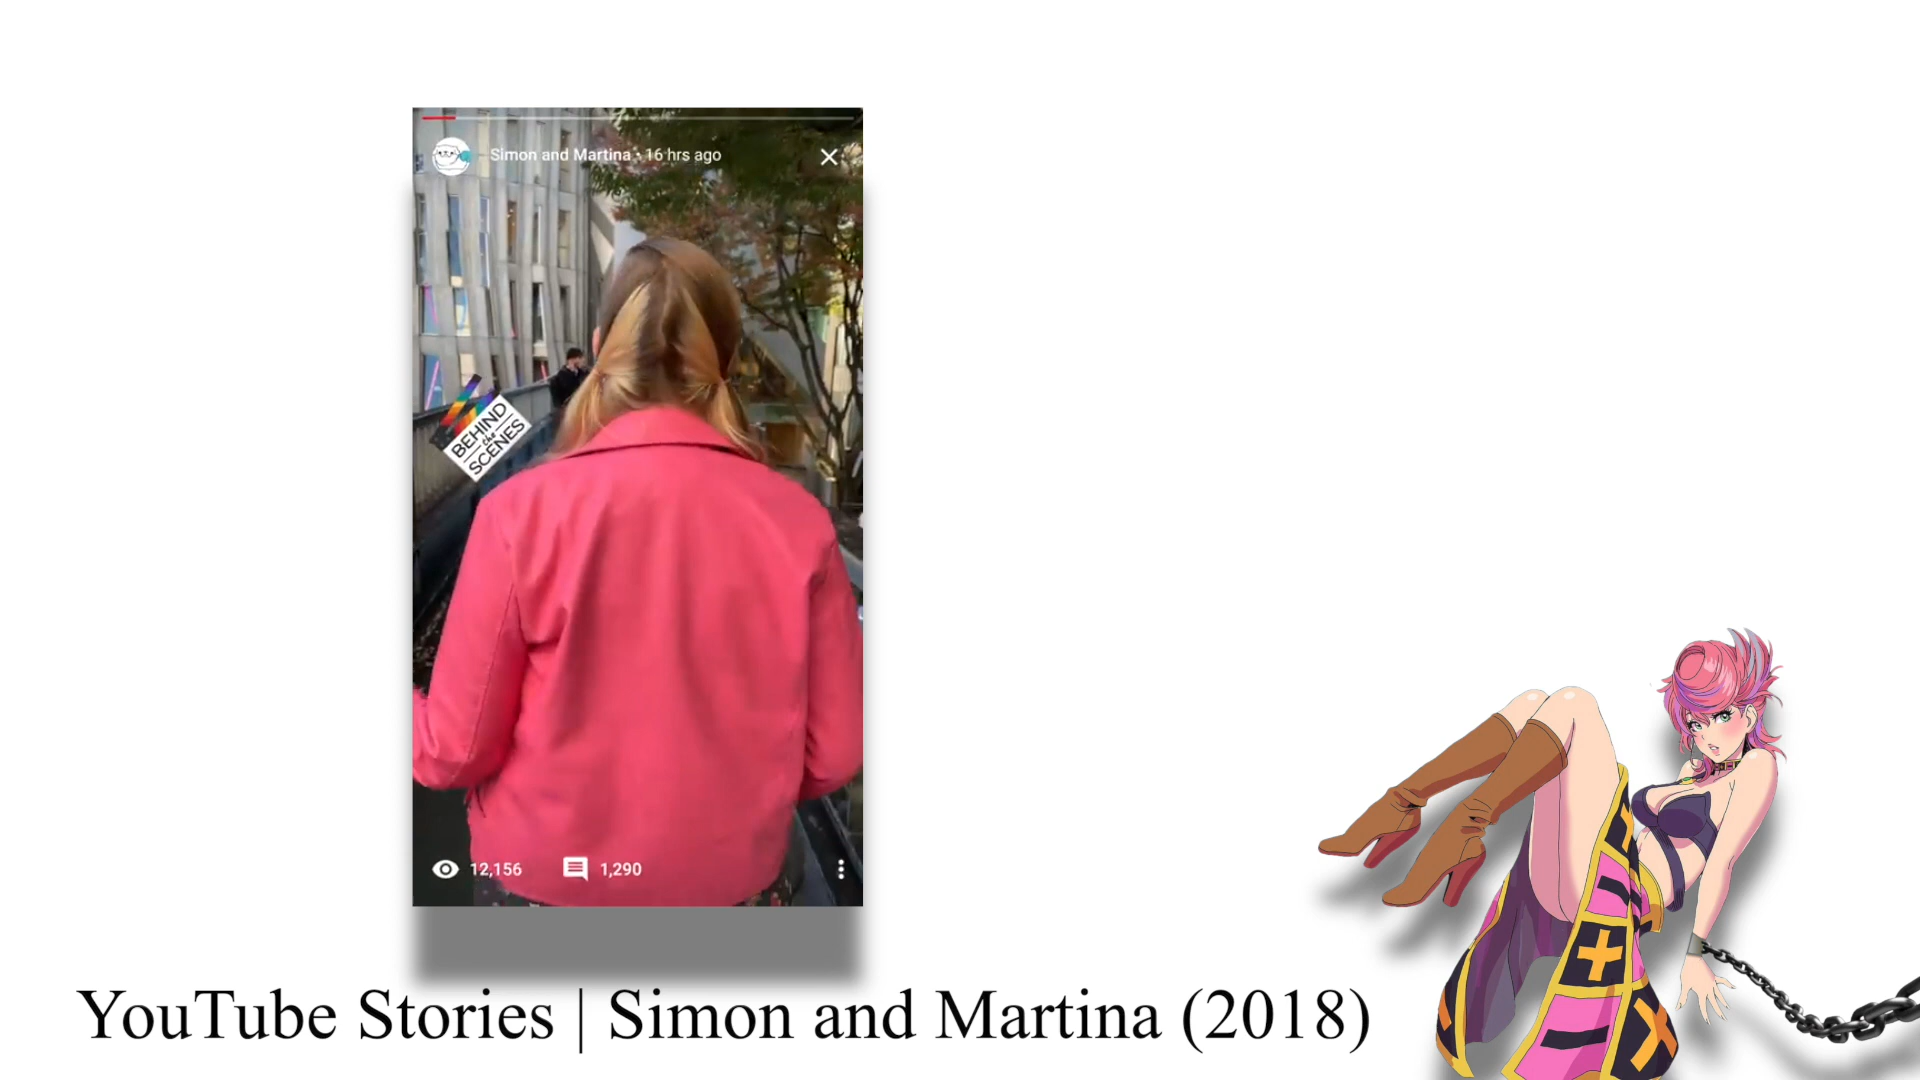 Simon and Martina • 16 hrs ago
BEHIND
the
SCENES
12,156
1,290
YouTube Stories | Simon and Martina (2018)